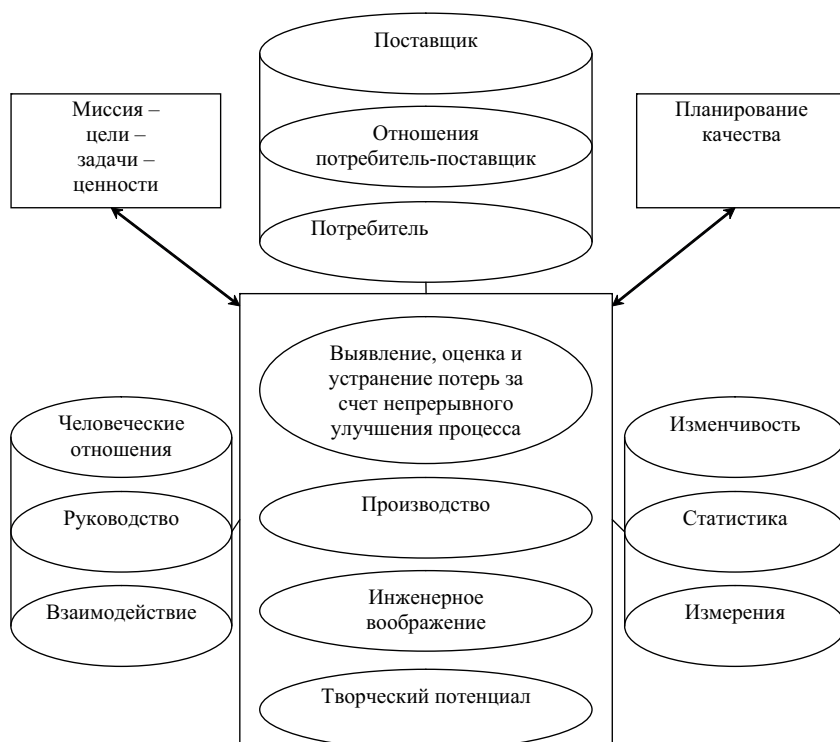 Поставщик
Миссия –
цели –
задачи –
ценности
Отношения
потребитель-поставщик
Планирование
качества
Потребитель
Выявление, оценка и
устранение потерь за
счет непрерывного
улучшения процесса
Человеческие
отношения
Руководство
Взаимодействие
Производство
Инженерное
воображение
Творческий потенциал
Изменчивость
Статистика
Измерения